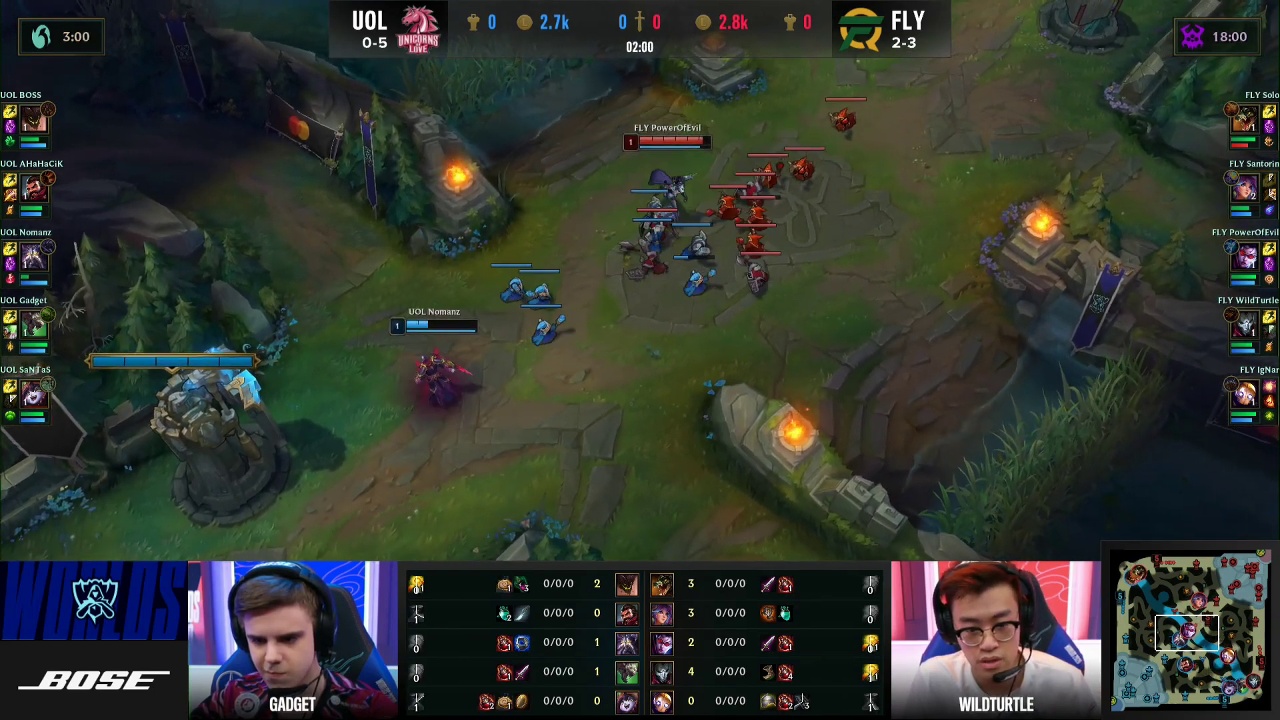 3:00
UOL
0-5
UNICORNS
OF LOVE
0
2.7k
0
0
2.8k
0
02:00
FLY
2-3
18:00
UOL BOSS
UOL AHaHaCiK
UOL Nomanz
UOL Gadget
UOL SaNTaS
FLY Solo
FLY Santorin
FLY PowerOfEvil
FLY WildTurtle
FLY IgNar
FLY PowerOfEvil
1
UOL Nomanz
1
WORLDS
BOSE
GADGET
0/0/0 2 3 0/0/0
0/0/0 0 3 0/0/0
0/0/0 1 2 0/0/0
0/0/0 1 4 0/0/0
0/0/0 0 0 0/0/0
WILDTURTLE